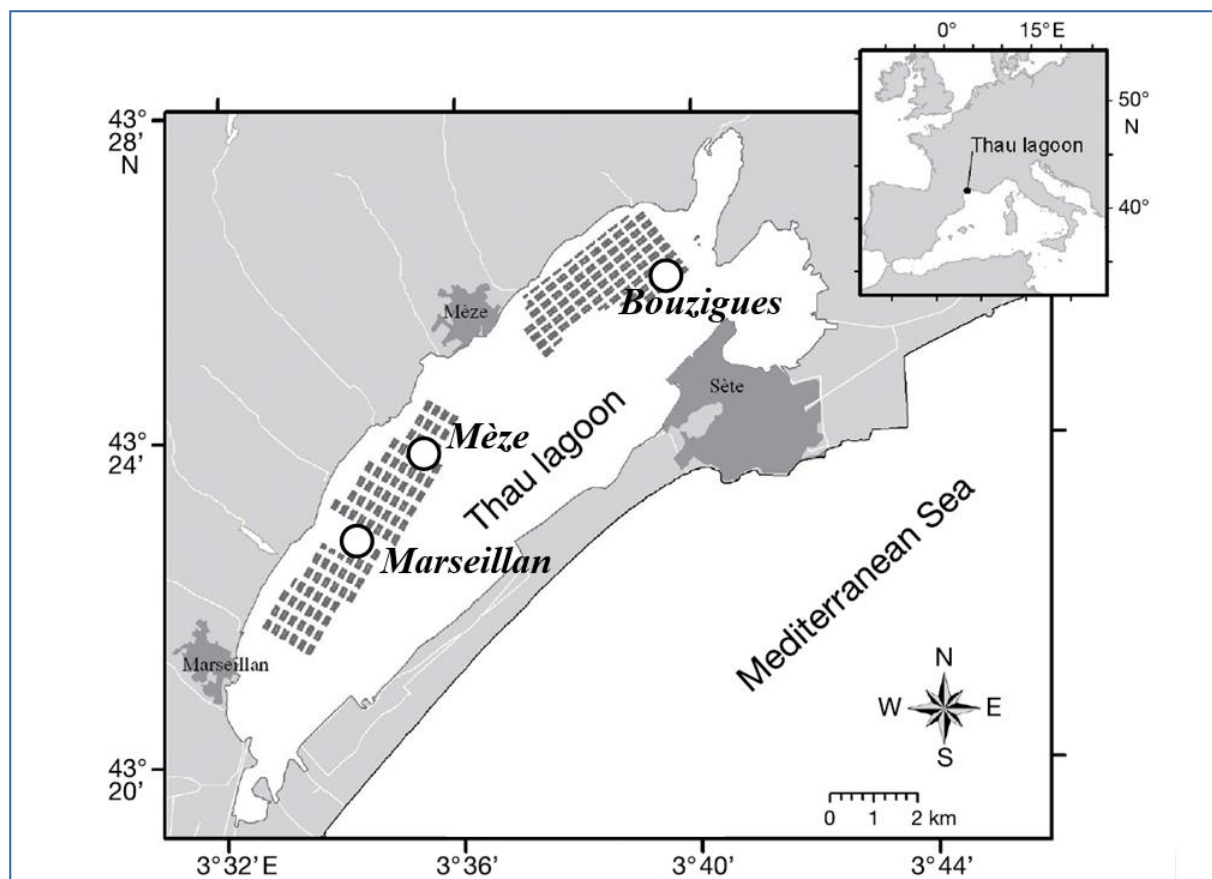 0°
15°E
50°
N
40°
Thau lagoon
43°
28'
N
Bouzigues
Mèze
Sète
43°
24'
Mèze
Thau lagoon
Marseillan
Marseillan
Mediterranean Sea
N
W
E
S
43°
20'
0 1 2 km
3°32'E
3°36'
3°40'
3°44'